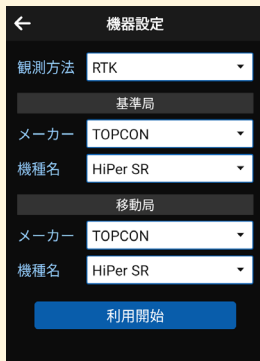 機器設定
観測方法 RTK
基準局
メーカー TOPCON
機種名 HiPer SR
移動局
メーカー TOPCON
機種名 HiPer SR
利用開始